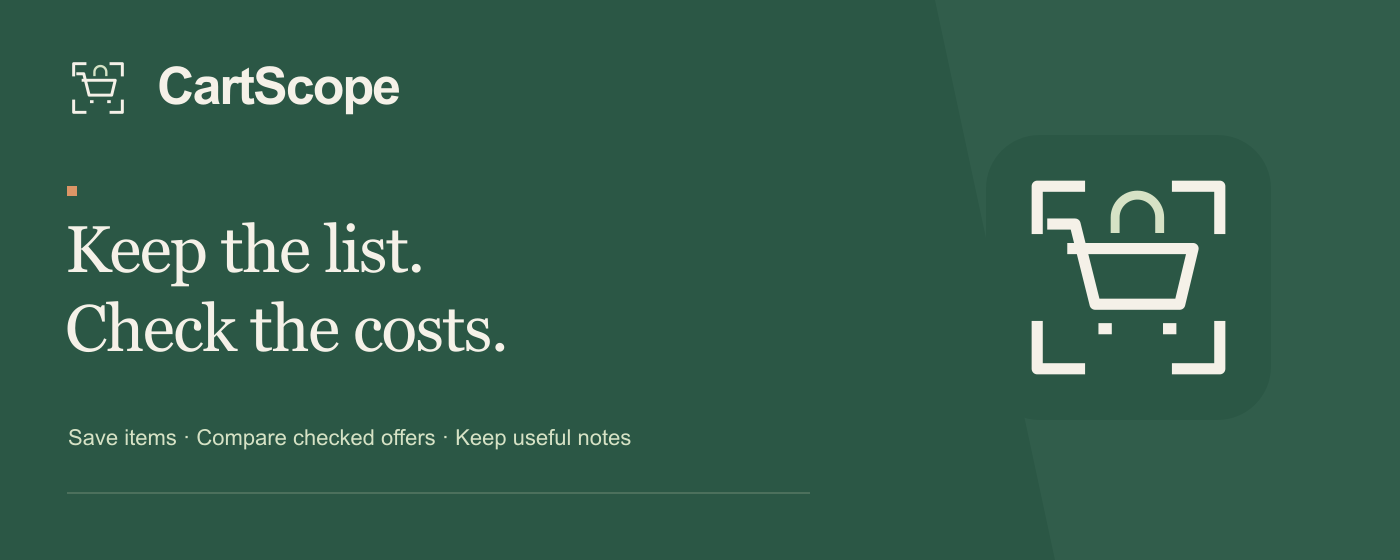 CartScope
Keep the list.
Check the costs.
Save items · Compare checked offers · Keep useful notes